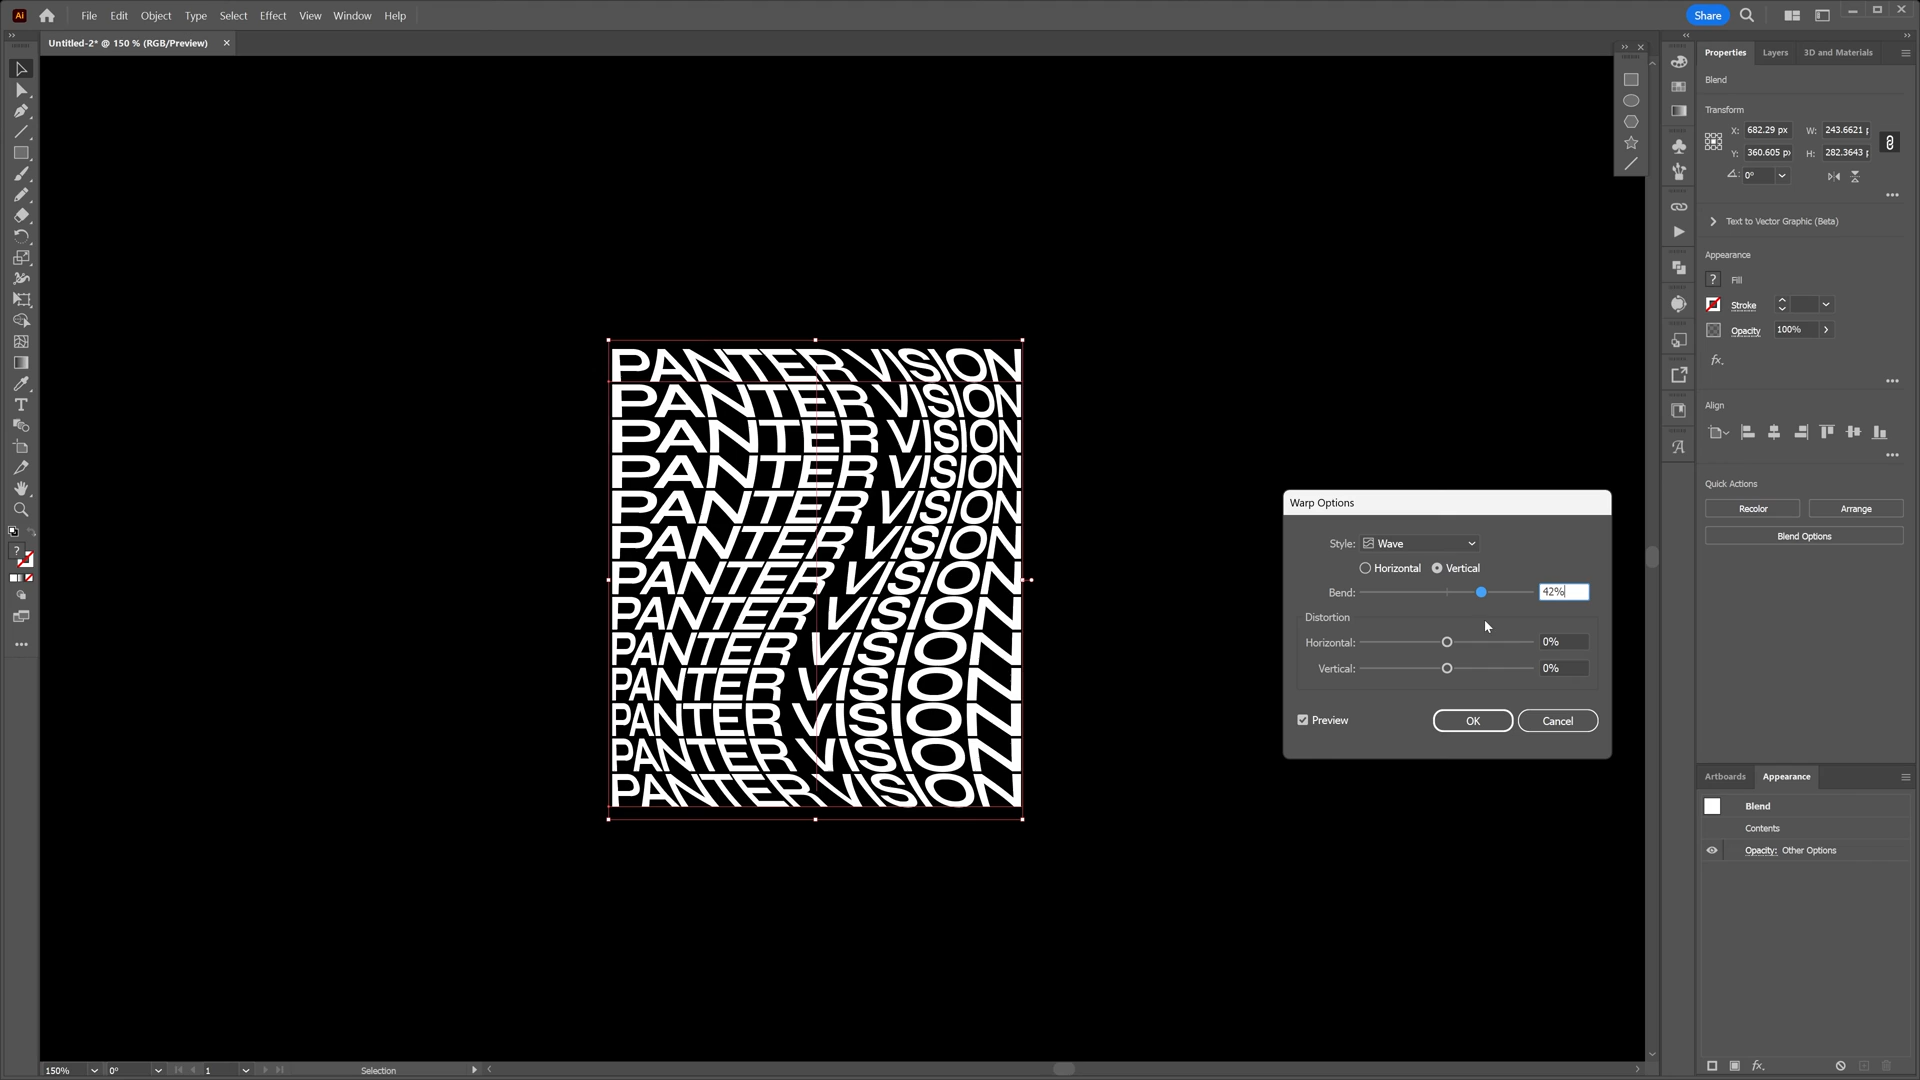 Ai File Edit Object Type Select Effect View Window Help Share
Untitled-2* @ 150 % (RGB/Preview)
Properties Layers 3D and Materials
Blend
Transform
X: 682.29 px W: 243.6621
Y: 360.605 px H: 282.3643
0°
Text to Vector Graphic (Beta)
Appearance
? Fill
Stroke
Opacity 100%
fx.
Align
Quick Actions
Recolor Arrange
Blend Options
PANTER VISION
PANTER VISION
PANTER VISION
PANTER VISION
PANTER VISION
PANTER VISION
PANTER VISION
PANTER VISION
PANTER VISION
PANTER VISION
PANTER VISION
PANTER VISION
PANTER VISION
Warp Options
Style: Wave
Horizontal Vertical
Bend: 42%
Distortion
Horizontal: 0%
Vertical: 0%
Preview OK Cancel
Artboards Appearance
Blend
Contents
Opacity: Other Options
fx.
150% 0° 1 Selection